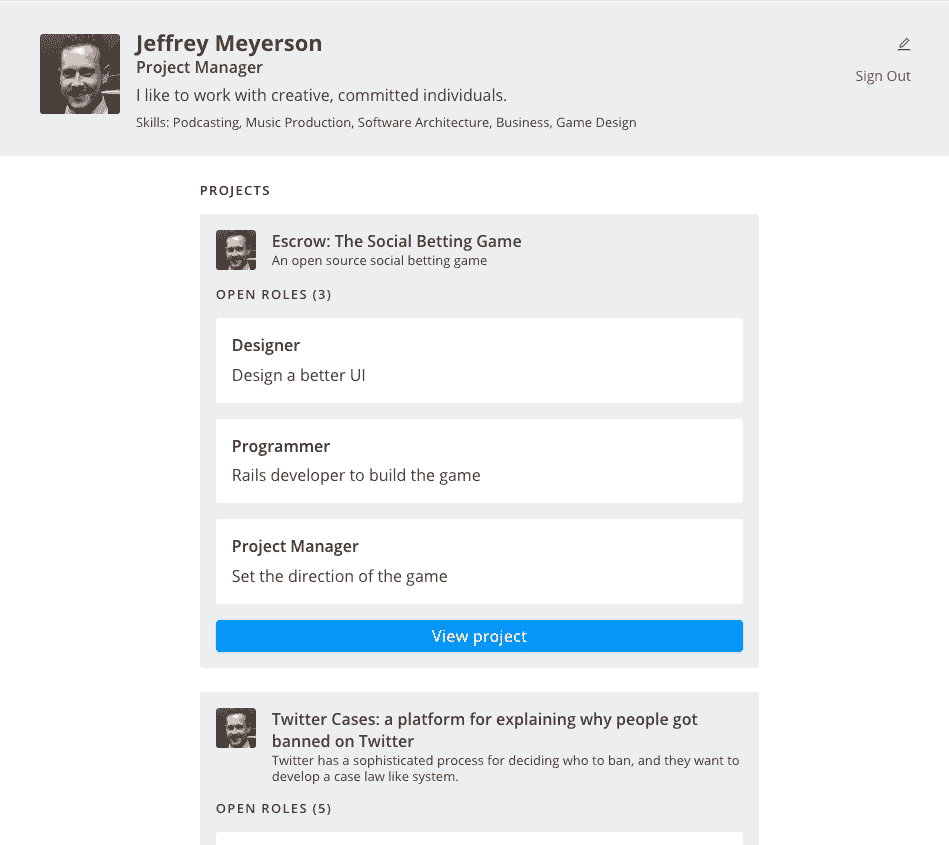 Jeffrey Meyerson
Project Manager
I like to work with creative, committed individuals.
Skills: Podcasting, Music Production, Software Architecture, Business, Game Design
Sign Out
PROJECTS
Escrow: The Social Betting Game
An open source social betting game
OPEN ROLES (3)
Designer
Design a better UI
Programmer
Rails developer to build the game
Project Manager
Set the direction of the game
View project
Twitter Cases: a platform for explaining why people got
banned on Twitter
Twitter has a sophisticated process for deciding who to ban, and they want to
develop a case law like system.
OPEN ROLES (5)